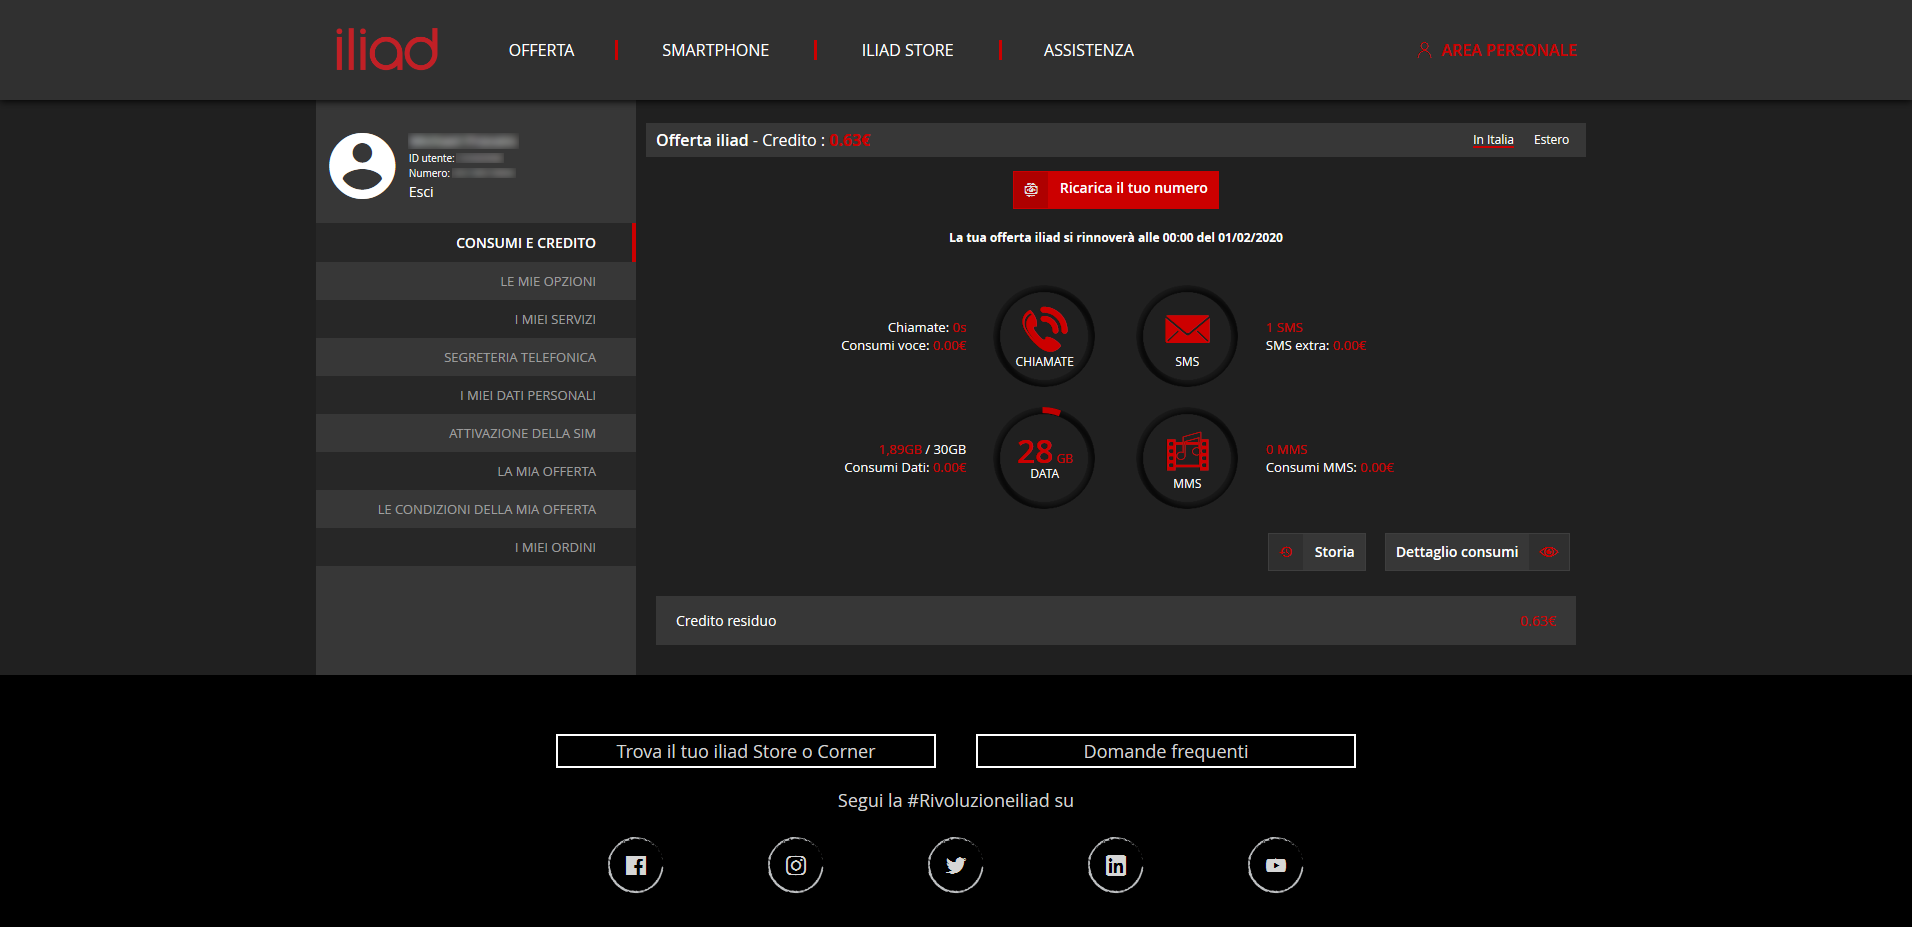 iliad
OFFERTA
SMARTPHONE
ILIAD STORE
ASSISTENZA
AREA PERSONALE
ID utente:
Numero:
Esci
CONSUMI E CREDITO
LE MIE OPZIONI
I MIEI SERVIZI
SEGRETERIA TELEFONICA
I MIEI DATI PERSONALI
ATTIVAZIONE DELLA SIM
LA MIA OFFERTA
LE CONDIZIONI DELLA MIA OFFERTA
I MIEI ORDINI
Offerta iliad - Credito : 0.63€
In Italia
Estero
Ricarica il tuo numero
La tua offerta iliad si rinnoverà alle 00:00 del 01/02/2020
Chiamate: 0s
Consumi voce: 0.00€
CHIAMATE
SMS
1 SMS
SMS extra: 0.00€
1,89GB / 30GB
Consumi Dati: 0.00€
28 GB
DATA
MMS
0 MMS
Consumi MMS: 0.00€
Storia
Dettaglio consumi
Credito residuo
0.63€
Trova il tuo iliad Store o Corner
Domande frequenti
Segui la #Rivoluzioneiliad su